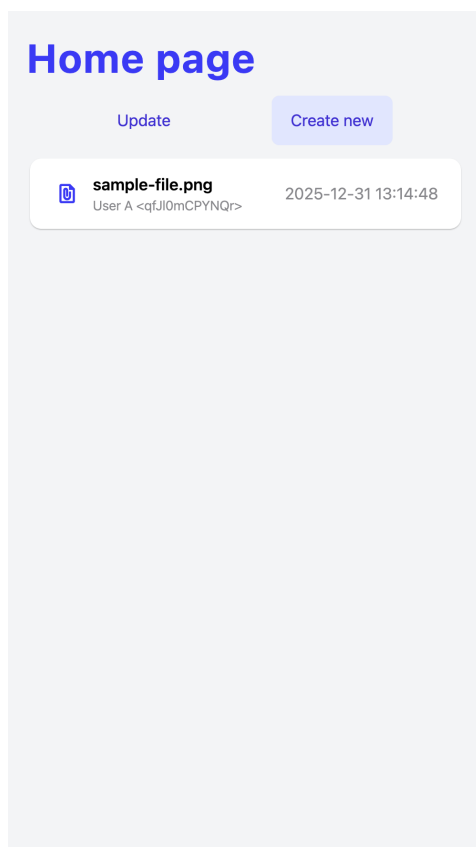 Home page
Update
Create new
sample-file.png
User A <qfJl0mCPYNQr>
2025-12-31 13:14:48